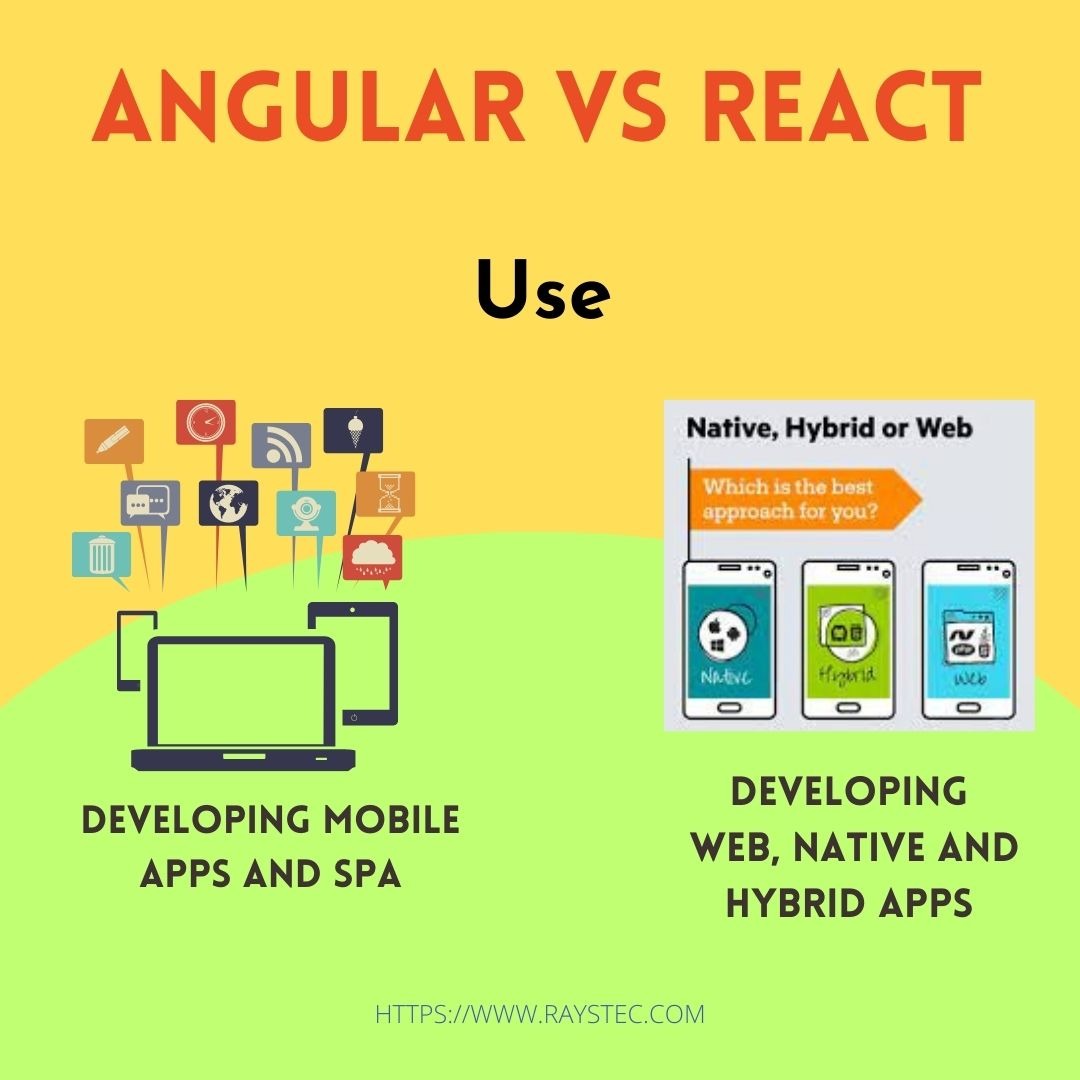 ANGULAR VS REACT
Use
DEVELOPING MOBILE
APPS AND SPA
Native, Hybrid or Web
Which is the best
approach for you?
Native
Hybrid
Web
php
DEVELOPING
WEB, NATIVE AND
HYBRID APPS
HTTPS://WWW.RAYSTEC.COM